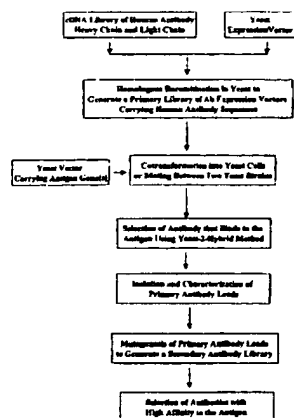 cDNA Library of Human Antibody
Heavy Chain and Light Chain
Yeast
Expression Vector
Homologous Recombination in Yeast to
Generate a Primary Library of Ab Expression Vectors
Carrying Human Antibody Sequences
Yeast Vector
Carrying Antigen Gene(s)
Cotransformation into Yeast Cells
or Mating Between Two Yeast Strains
Selection of Antibody that Binds to the
Antigen Using Yeast-2-Hybrid Method
Isolation and Characterization of
Primary Antibody Leads
Mutagenesis of Primary Antibody Leads
to Generate a Secondary Antibody Library
Selection of Antibodies with
High Affinity to the Antigen